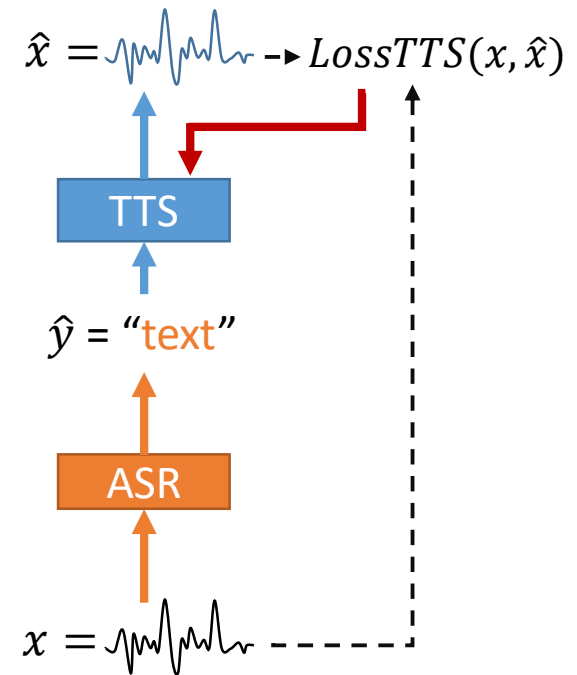 x̂ = LossTTS(x, x̂)
TTS
ŷ = “text”
ASR
x =